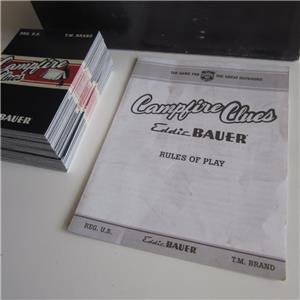 REG. U.S.
T.M. BRAND
Campfire
Clues
BAUER
THE GAME FOR THE GREAT OUTDOORS
Campfire Clues
Eddie BAUER
RULES OF PLAY
REG. U.S.
Eddie BAUER
T.M. BRAND